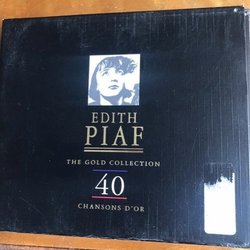 EDITH
PIAF
THE GOLD COLLECTION
40
CHANSONS D'OR